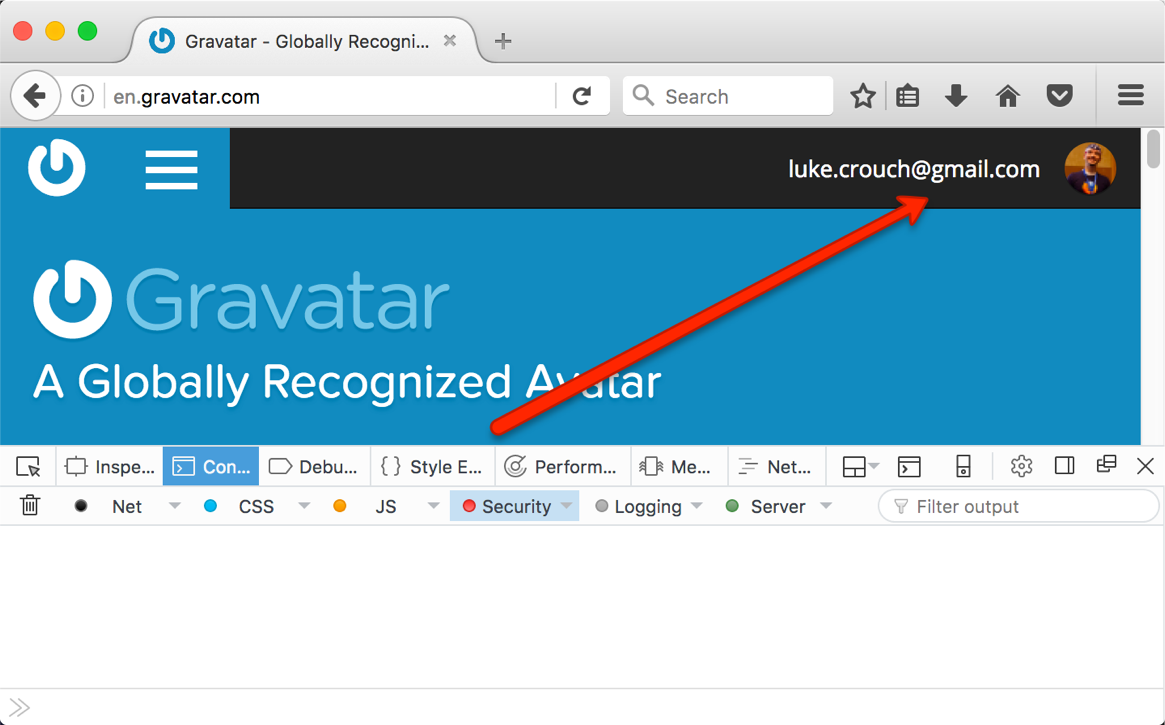 Gravatar - Globally Recogni...
en.gravatar.com
Search
luke.crouch@gmail.com
Gravatar
A Globally Recognized Avatar
Inspe... Con... Debu... { } Style E... Perform... Me... Net...
Net CSS JS Security Logging Server Filter output